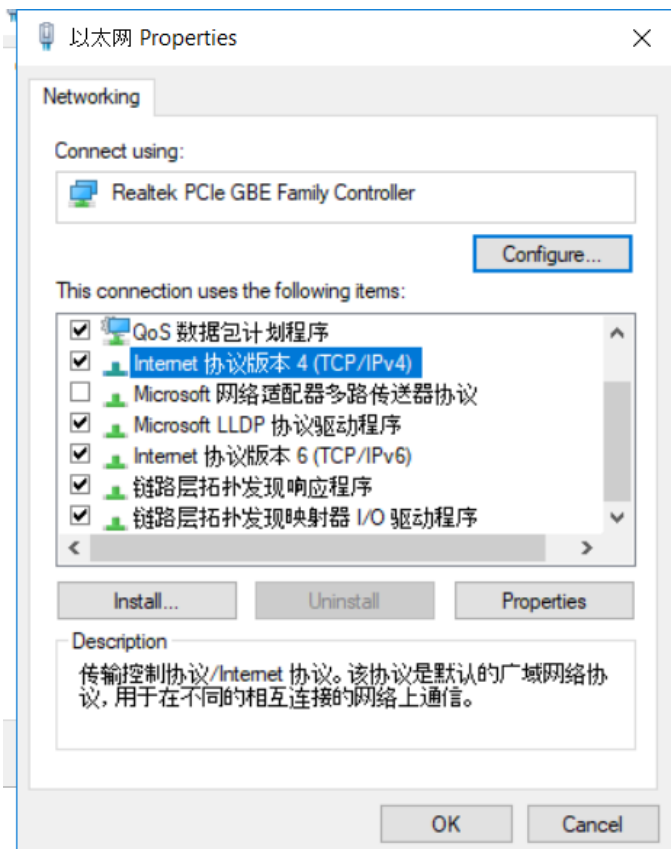 以太网 Properties
Networking
Connect using:
Realtek PCIe GBE Family Controller
Configure...
This connection uses the following items:
QoS 数据包计划程序
Internet 协议版本 4 (TCP/IPv4)
Microsoft 网络适配器多路传送器协议
Microsoft LLDP 协议驱动程序
Internet 协议版本 6 (TCP/IPv6)
链路层拓扑发现响应程序
链路层拓扑发现映射器 I/O 驱动程序
Install...
Uninstall
Properties
Description
传输控制协议/Internet 协议。该协议是默认的广域网络协
议，用于在不同的相互连接的网络上通信。
OK
Cancel